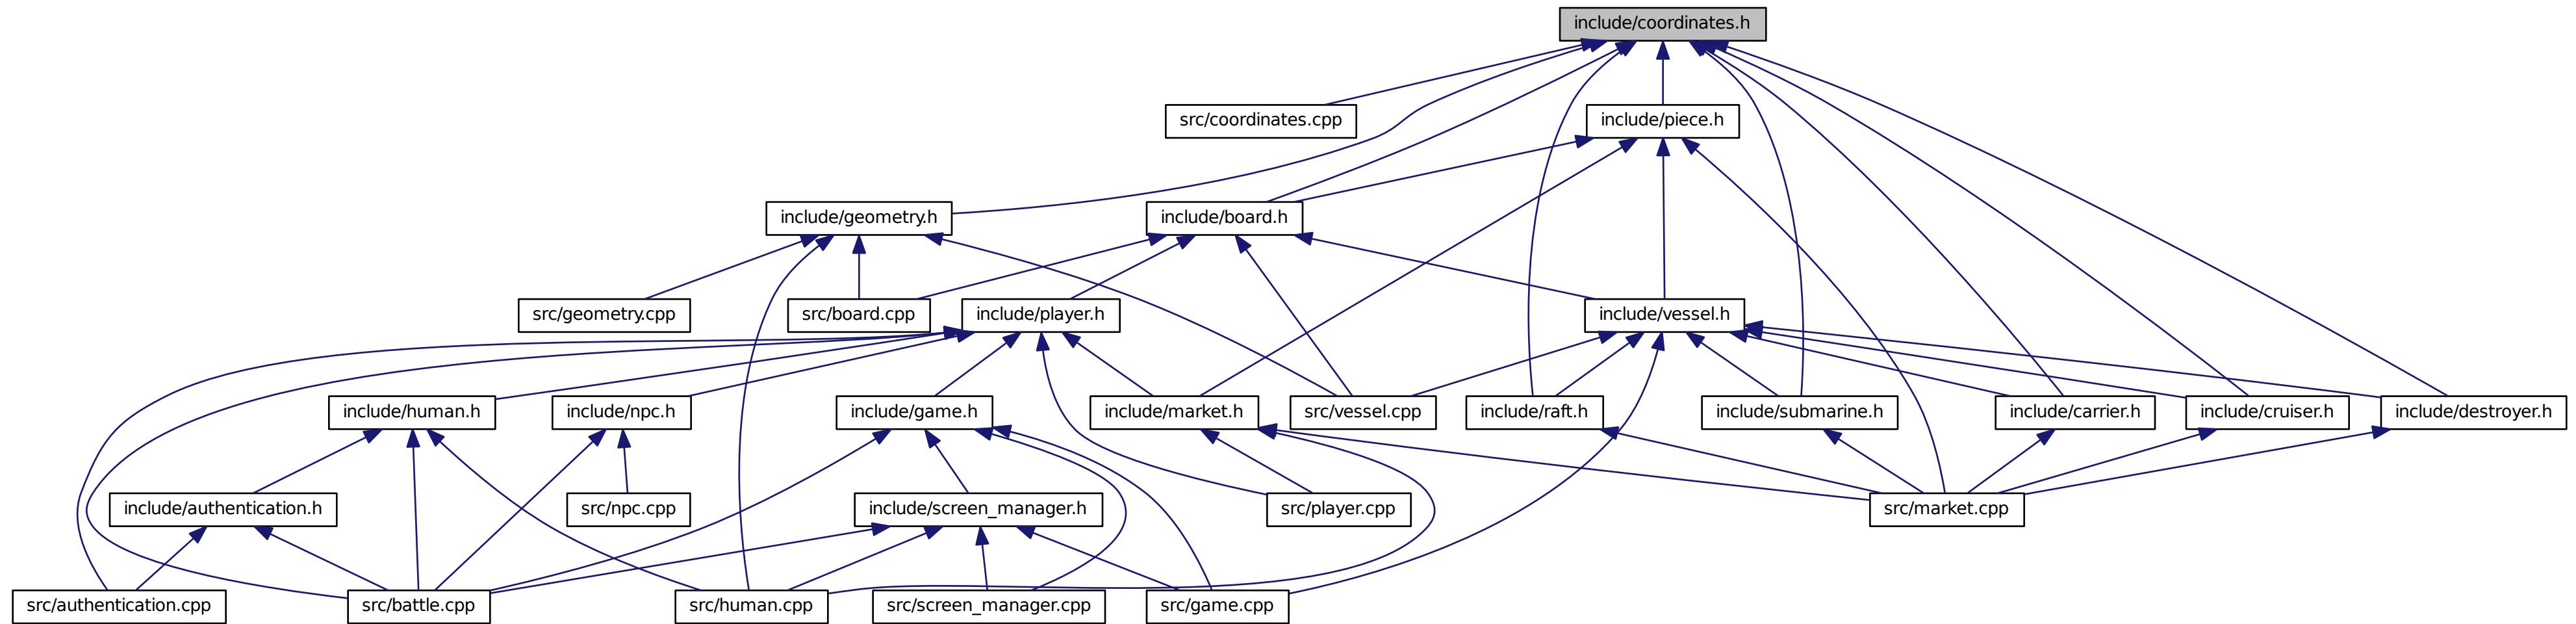 include/coordinates.h
src/coordinates.cpp
include/piece.h
include/geometry.h
include/board.h
src/geometry.cpp
src/board.cpp
include/player.h
include/vessel.h
include/human.h
include/npc.h
include/game.h
include/market.h
src/vessel.cpp
include/raft.h
include/submarine.h
include/carrier.h
include/cruiser.h
include/destroyer.h
include/authentication.h
src/npc.cpp
include/screen_manager.h
src/player.cpp
src/market.cpp
src/authentication.cpp
src/battle.cpp
src/human.cpp
src/screen_manager.cpp
src/game.cpp